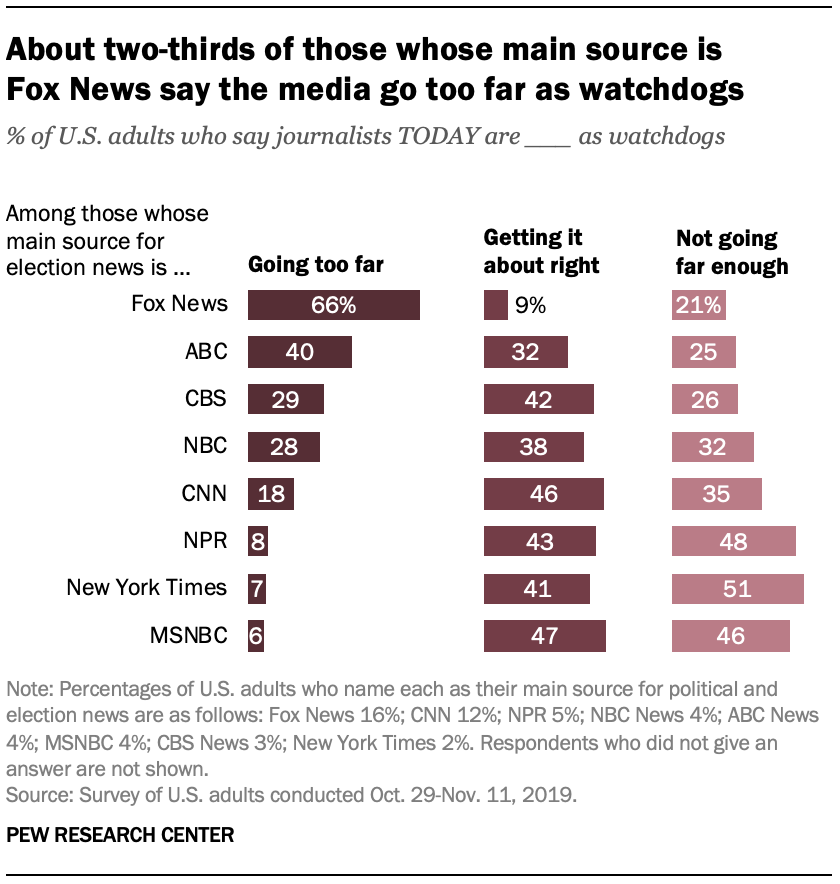 About two-thirds of those whose main source is
Fox News say the media go too far as watchdogs
% of U.S. adults who say journalists TODAY are ___ as watchdogs
Among those whose
main source for
election news is ...
Going too far
Getting it
about right
Not going
far enough
Fox News 66% 9% 21%
ABC 40 32 25
CBS 29 42 26
NBC 28 38 32
CNN 18 46 35
NPR 8 43 48
New York Times 7 41 51
MSNBC 6 47 46
Note: Percentages of U.S. adults who name each as their main source for political and
election news are as follows: Fox News 16%; CNN 12%; NPR 5%; NBC News 4%; ABC News
4%; MSNBC 4%; CBS News 3%; New York Times 2%. Respondents who did not give an
answer are not shown.
Source: Survey of U.S. adults conducted Oct. 29-Nov. 11, 2019.
PEW RESEARCH CENTER